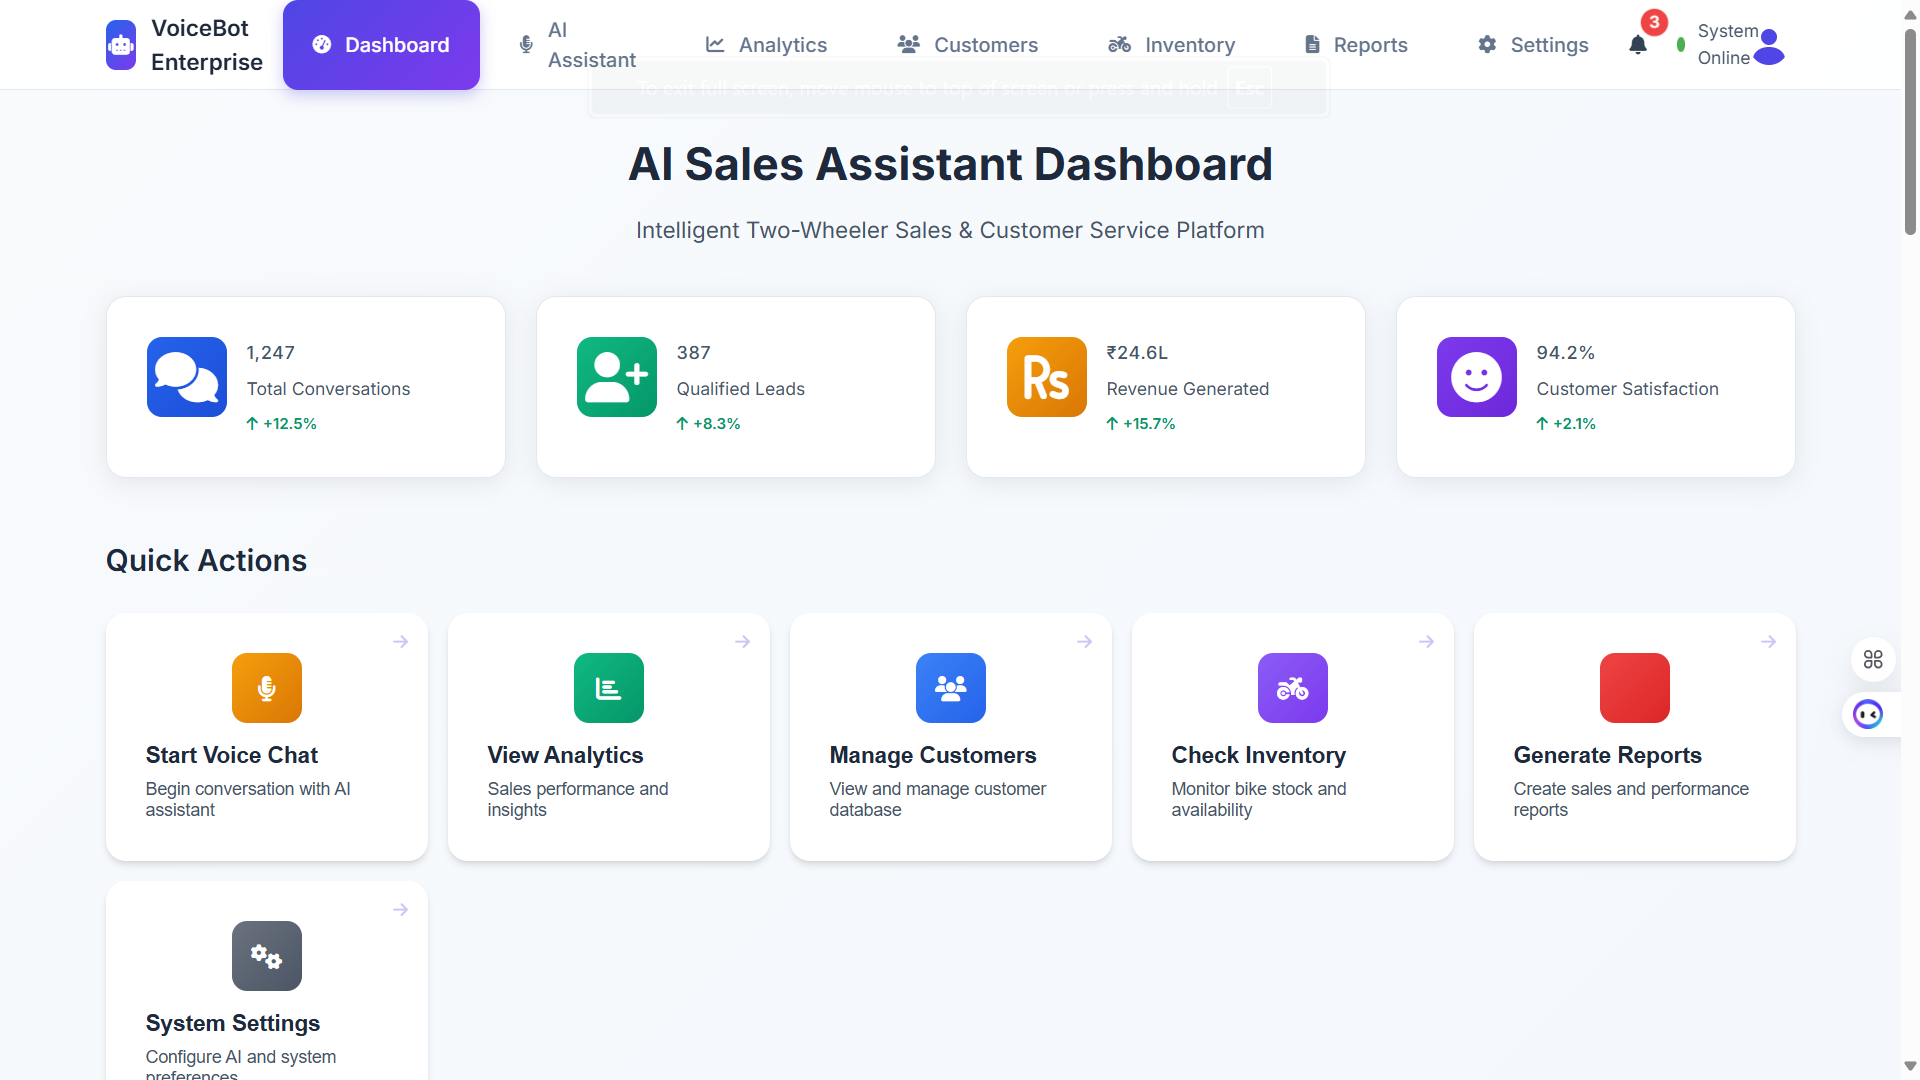 VoiceBot
Enterprise
Dashboard
AI
Assistant
Analytics
Customers
Inventory
Reports
Settings
3
System
Online
To exit full screen, move mouse to top of screen or press and hold Esc
AI Sales Assistant Dashboard
Intelligent Two-Wheeler Sales & Customer Service Platform
1,247
Total Conversations
+12.5%
387
Qualified Leads
+8.3%
Rs
₹24.6L
Revenue Generated
+15.7%
94.2%
Customer Satisfaction
+2.1%
Quick Actions
Start Voice Chat
Begin conversation with AI
assistant
View Analytics
Sales performance and
insights
Manage Customers
View and manage customer
database
Check Inventory
Monitor bike stock and
availability
Generate Reports
Create sales and performance
reports
System Settings
Configure AI and system
preferences